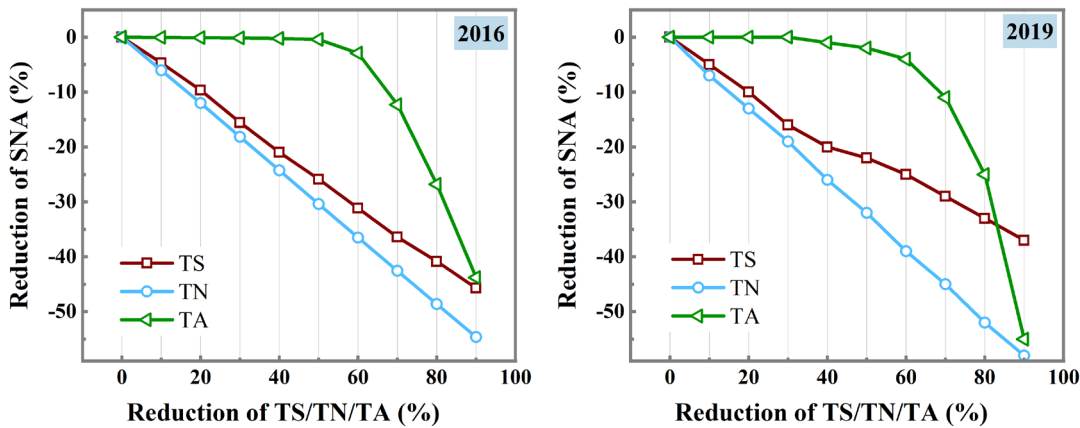 2016
0
-10
-20
-30
-40
-50
Reduction of SNA (%)
TS
TN
TA
0 20 40 60 80 100
Reduction of TS/TN/TA (%)
2019
0
-10
-20
-30
-40
-50
Reduction of SNA (%)
TS
TN
TA
0 20 40 60 80 100
Reduction of TS/TN/TA (%)